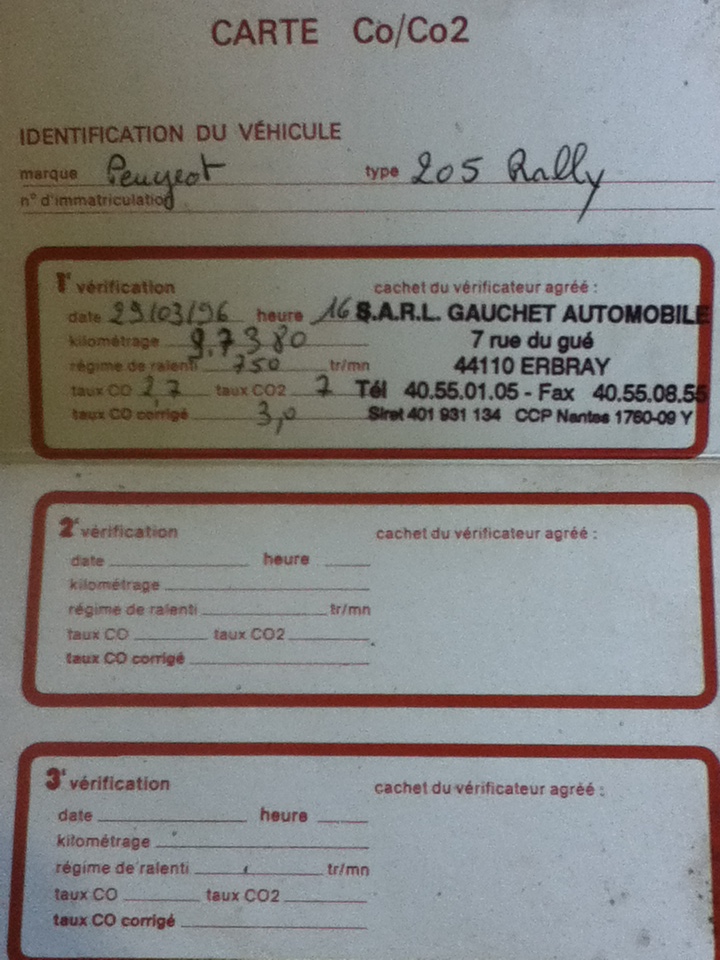 CARTE Co/Co2
IDENTIFICATION DU VÉHICULE
marque Peugeot type 205 Rally
n° d'immatriculation
1e vérification cachet du vérificateur agréé :
date 29/03/96 heure 16 S.A.R.L. GAUCHET AUTOMOBILE
kilométrage 97380 7 rue du gué
régime de ralenti 750 tr/mn 44110 ERBRAY
taux CO 2,7 taux CO2 7 Tél 40.55.01.05 - Fax 40.55.08.55
taux CO corrigé 3,0 Siret 401 931 134 CCP Nantes 1760-09 Y
2e vérification cachet du vérificateur agréé :
date heure
kilométrage
régime de ralenti tr/mn
taux CO taux CO2
taux CO corrigé
3e vérification cachet du vérificateur agréé :
date heure
kilométrage
régime de ralenti tr/mn
taux CO taux CO2
taux CO corrigé